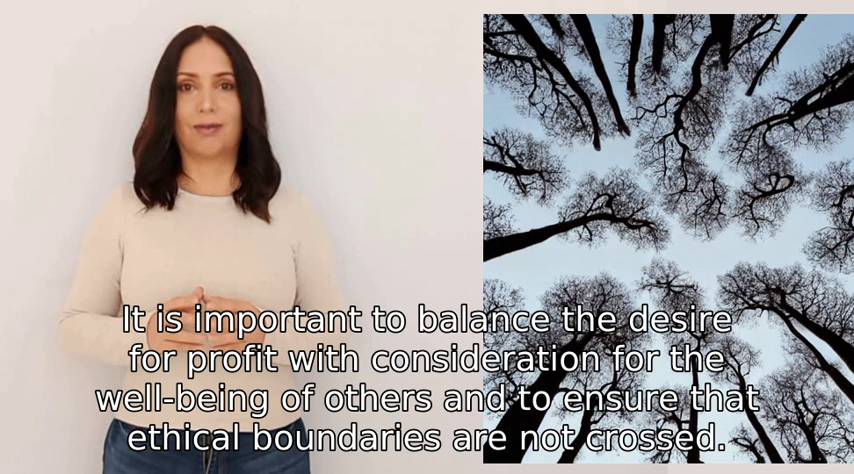 It is important to balance the desire
for profit with consideration for the
well-being of others and to ensure that
ethical boundaries are not crossed.